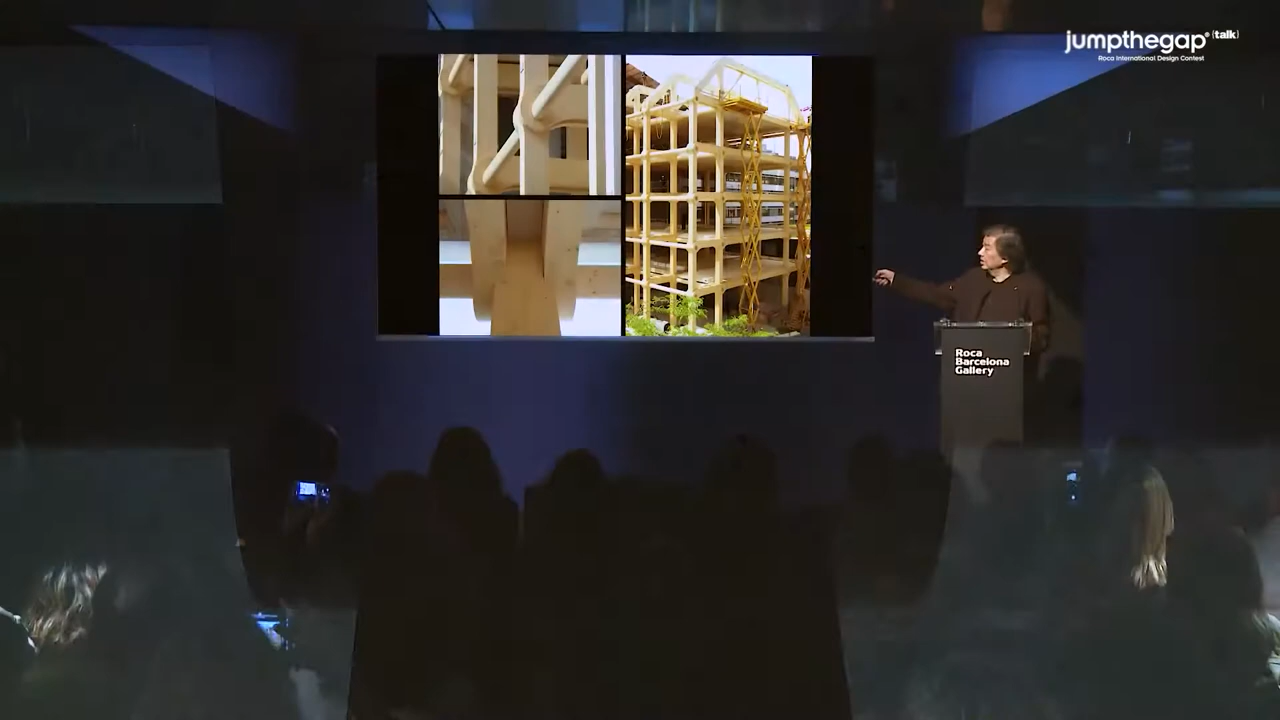 jumpthegap® (talk)
Roca International Design Contest
Roca
Barcelona
Gallery